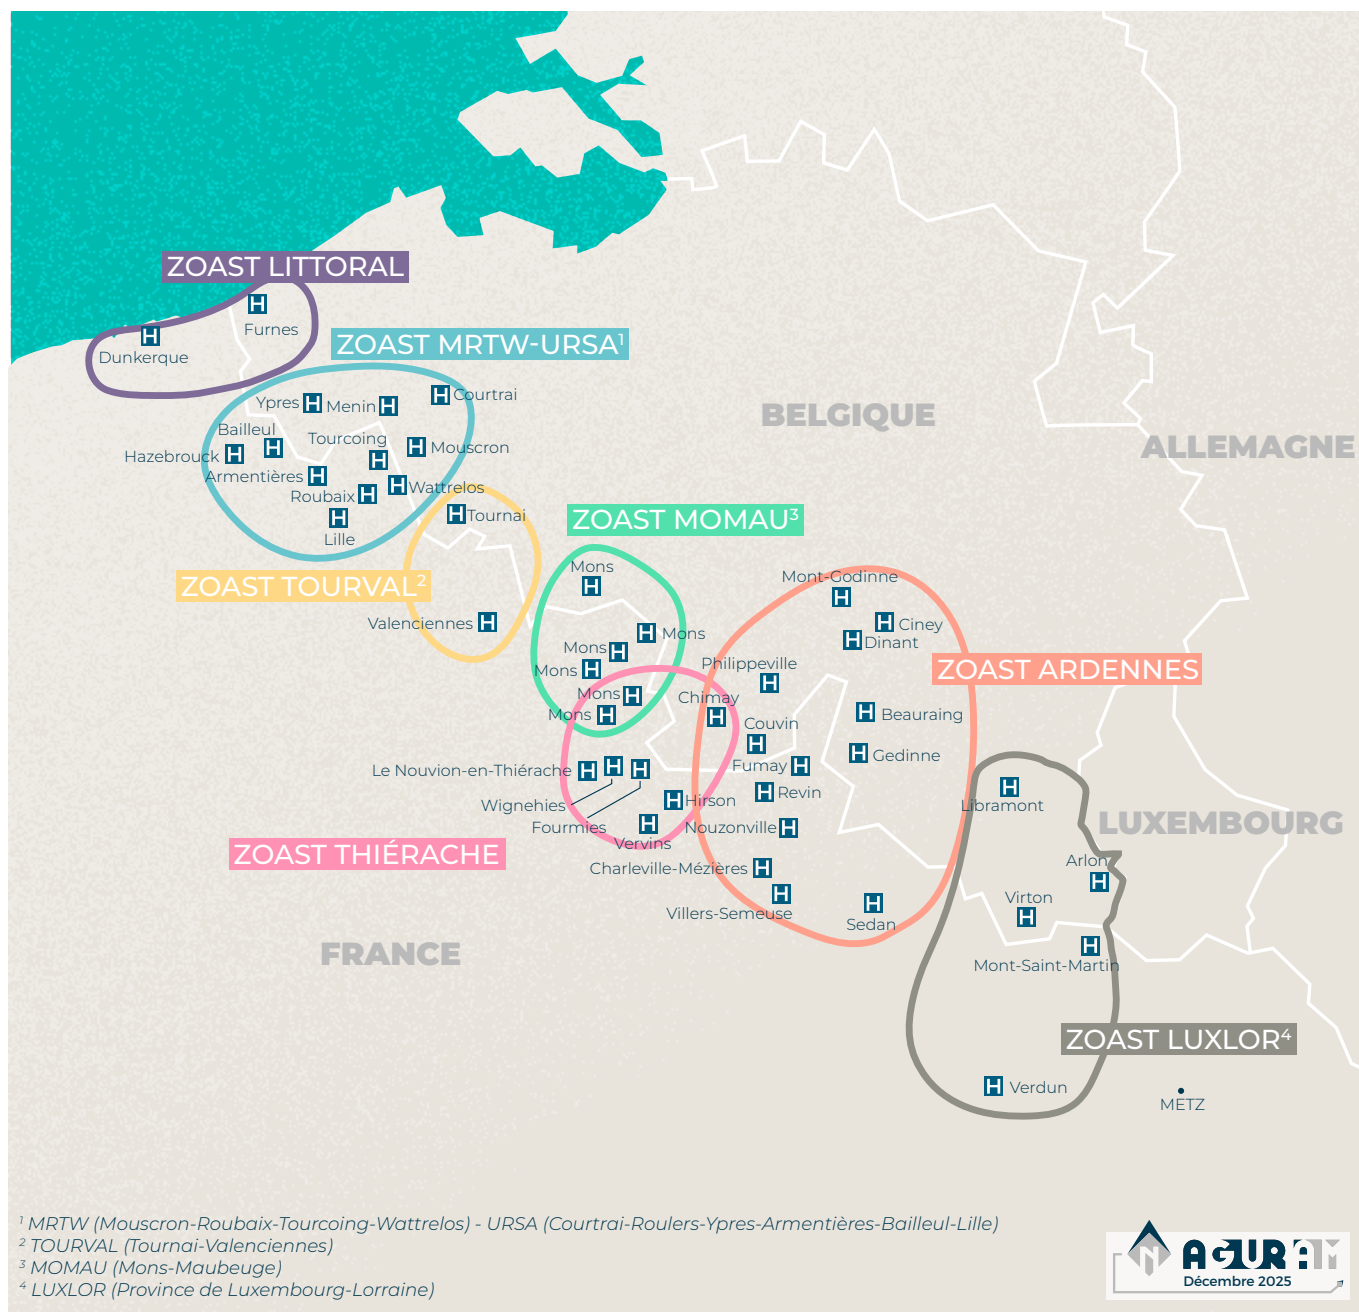 ZOAST LITTORAL
H
Furnes
H
Dunkerque
ZOAST MRTW-URSA¹
Ypres H
Menin H
H Courtrai
Bailleul
H
Hazebrouck H
Tourcoing
H
H Mouscron
Armentières H
Roubaix H
H Wattrelos
H
Lille
H Tournai
ZOAST TOURVAL²
Valenciennes H
ZOAST MOMAU³
Mons
H
H Mons
Mons H
Mons H
Mons H
Mons H
BELGIQUE
ALLEMAGNE
Mont-Godinne
H
H Ciney
H Dinant
ZOAST ARDENNES
Philippeville
H
Chimay
H
H Beauraing
Couvin
H
H Gedinne
Fumay H
H Revin
Le Nouvion-en-Thiérache H
H
H
Wignehies
H Hirson
Fourmies
H
Vervins
Nouzonville H
ZOAST THIÉRACHE
Charleville-Mézières H
H
Villers-Semeuse
H
Sedan
H
Libramont
LUXEMBOURG
Arlon
H
Virton
H
H
Mont-Saint-Martin
FRANCE
ZOAST LUXLOR⁴
H Verdun
METZ
¹ MRTW (Mouscron-Roubaix-Tourcoing-Wattrelos) - URSA (Courtrai-Roulers-Ypres-Armentières-Bailleul-Lille)
² TOURVAL (Tournai-Valenciennes)
³ MOMAU (Mons-Maubeuge)
⁴ LUXLOR (Province de Luxembourg-Lorraine)
N
AGURAM
Décembre 2025